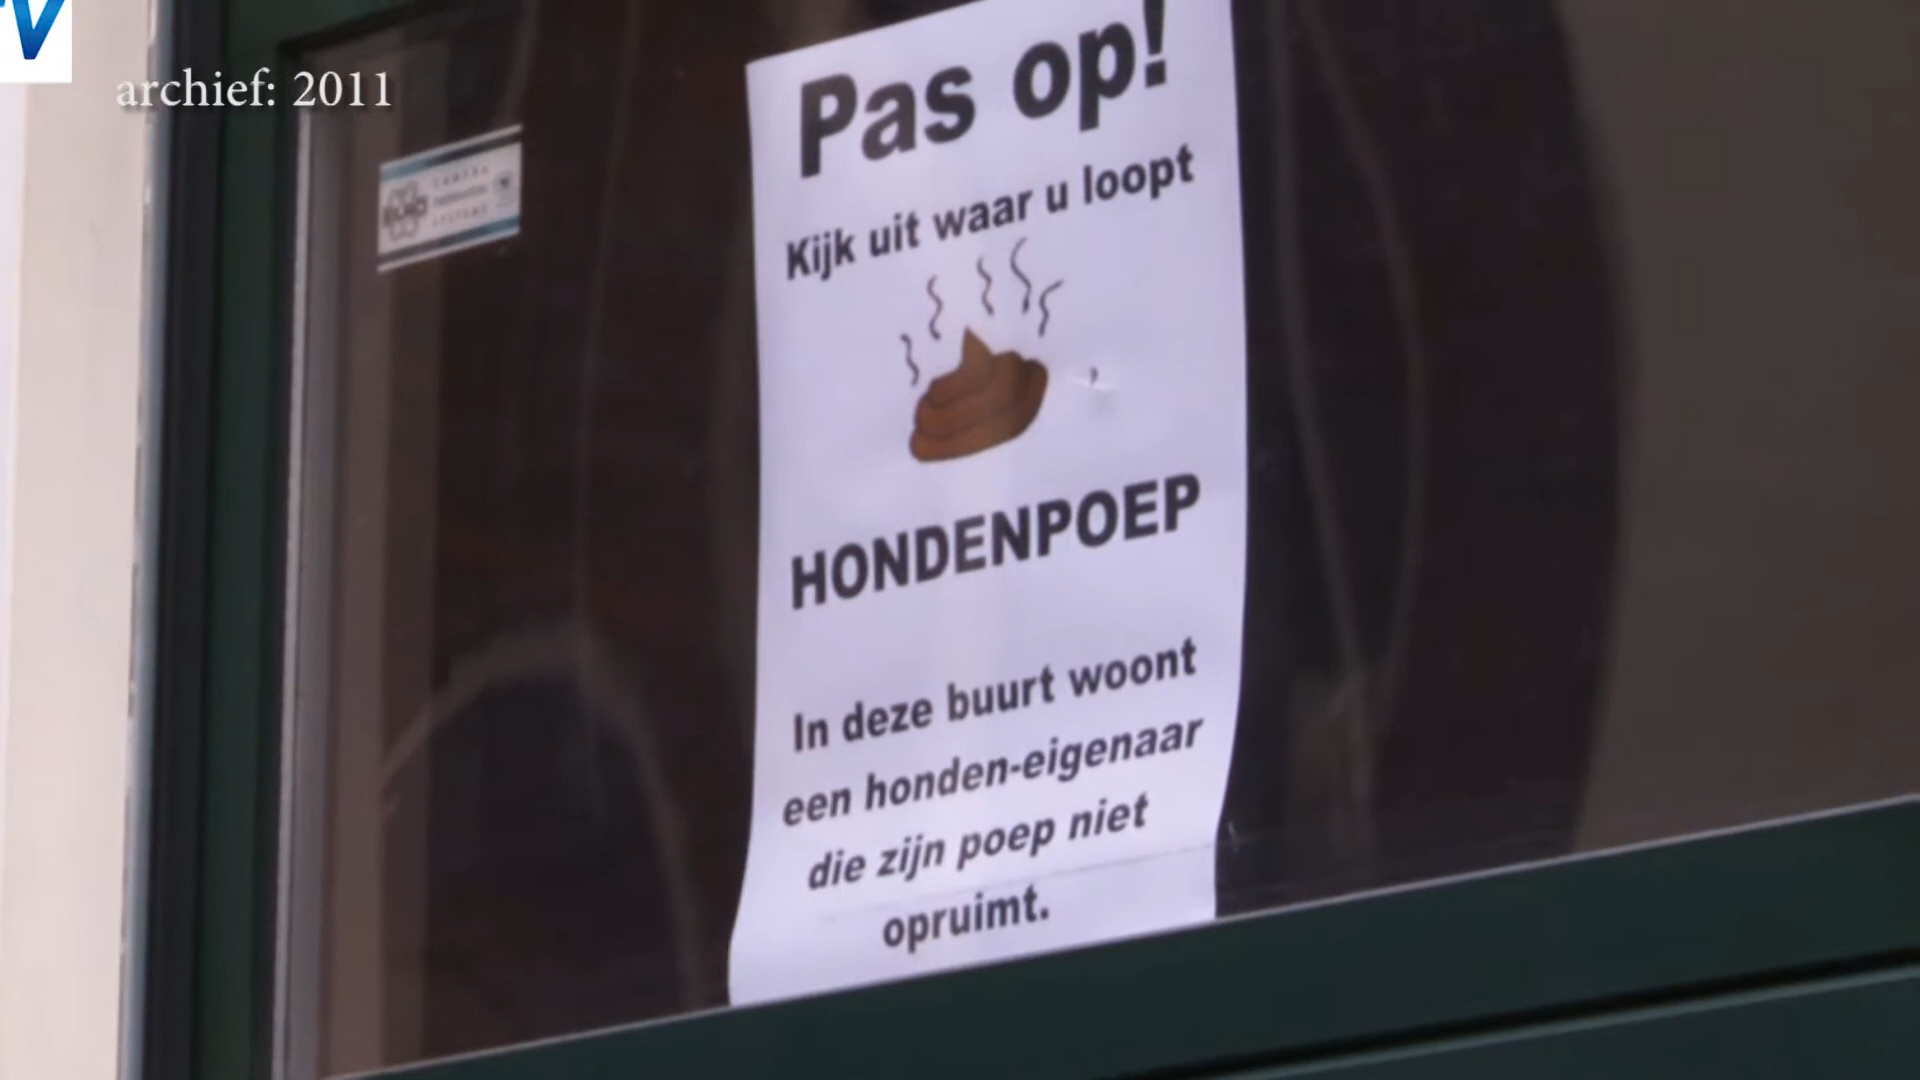 TV
archief: 2011
Pas op!
Kijk uit waar u loopt
HONDENPOEP
In deze buurt woont
een honden-eigenaar
die zijn poep niet
opruimt.